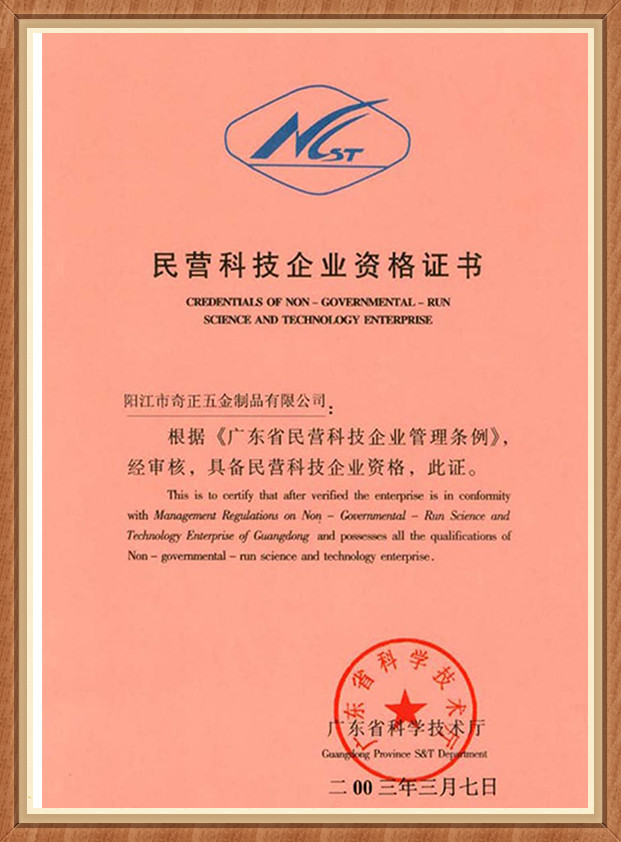 NCST
民营科技企业资格证书
CREDENTIALS OF NON – GOVERNMENTAL – RUN
SCIENCE AND TECHNOLOGY ENTERPRISE
阳江市奇正五金制品有限公司：
根据《广东省民营科技企业管理条例》，
经审核，具备民营科技企业资格，此证。
This is to certify that after verified the enterprise is in conformity
with Management Regulations on Non – Governmental – Run Science and
Technology Enterprise of Guangdong and possesses all the qualifications of
Non – governmental – run science and technology enterprise.
广东省科学技术厅
广东省科学技术厅
Guangdong Province S&T Department
二00三年三月七日